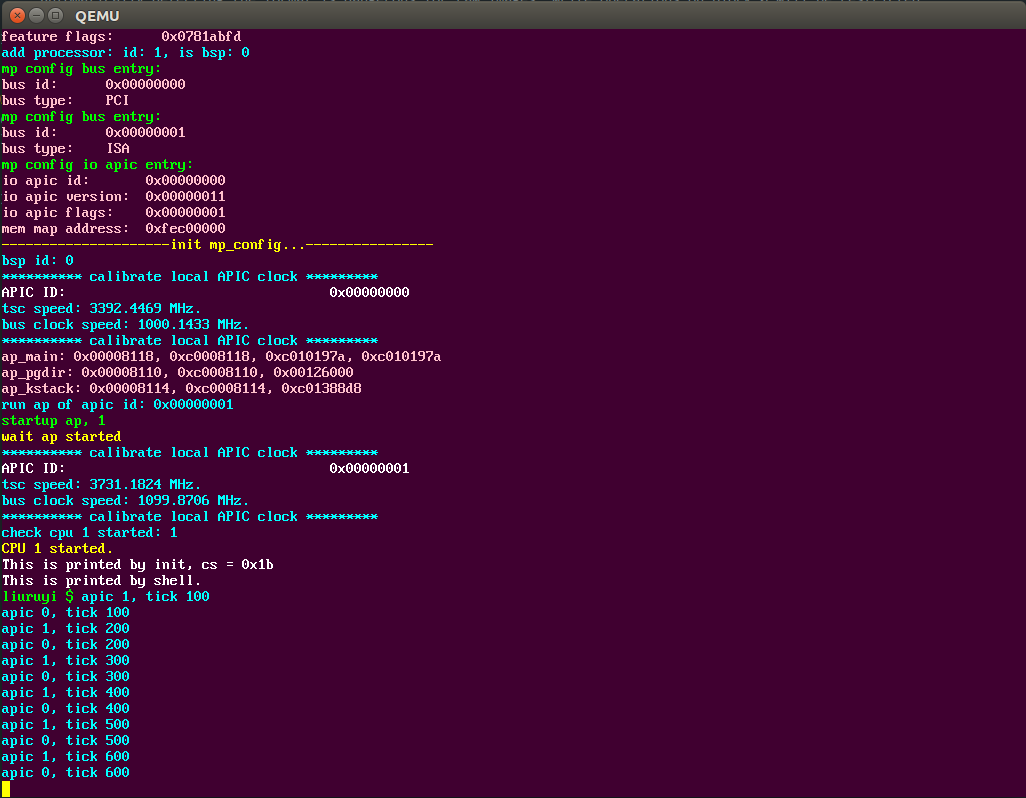 QEMU
feature flags:      0x0781abfd
add processor: id: 1, is bsp: 0
mp config bus entry:
bus id:      0x00000000
bus type:    PCI
mp config bus entry:
bus id:      0x00000001
bus type:    ISA
mp config io apic entry:
io apic id:       0x00000000
io apic version:  0x00000011
io apic flags:    0x00000001
mem map address:  0xfec00000
---------------------init mp_config...----------------
bsp id: 0
********** calibrate local APIC clock *********
APIC ID:                                 0x00000000
tsc speed: 3392.4469 MHz.
bus clock speed: 1000.1433 MHz.
********** calibrate local APIC clock *********
ap_main: 0x00008118, 0xc0008118, 0xc010197a, 0xc010197a
ap_pgdir: 0x00008110, 0xc0008110, 0x00126000
ap_kstack: 0x00008114, 0xc0008114, 0xc01388d8
run ap of apic id: 0x00000001
startup ap, 1
wait ap started
********** calibrate local APIC clock *********
APIC ID:                                 0x00000001
tsc speed: 3731.1824 MHz.
bus clock speed: 1099.8706 MHz.
********** calibrate local APIC clock *********
check cpu 1 started: 1
CPU 1 started.
This is printed by init, cs = 0x1b
This is printed by shell.
liuruyi $ apic 1, tick 100
apic 0, tick 100
apic 1, tick 200
apic 0, tick 200
apic 1, tick 300
apic 0, tick 300
apic 1, tick 400
apic 0, tick 400
apic 1, tick 500
apic 0, tick 500
apic 1, tick 600
apic 0, tick 600